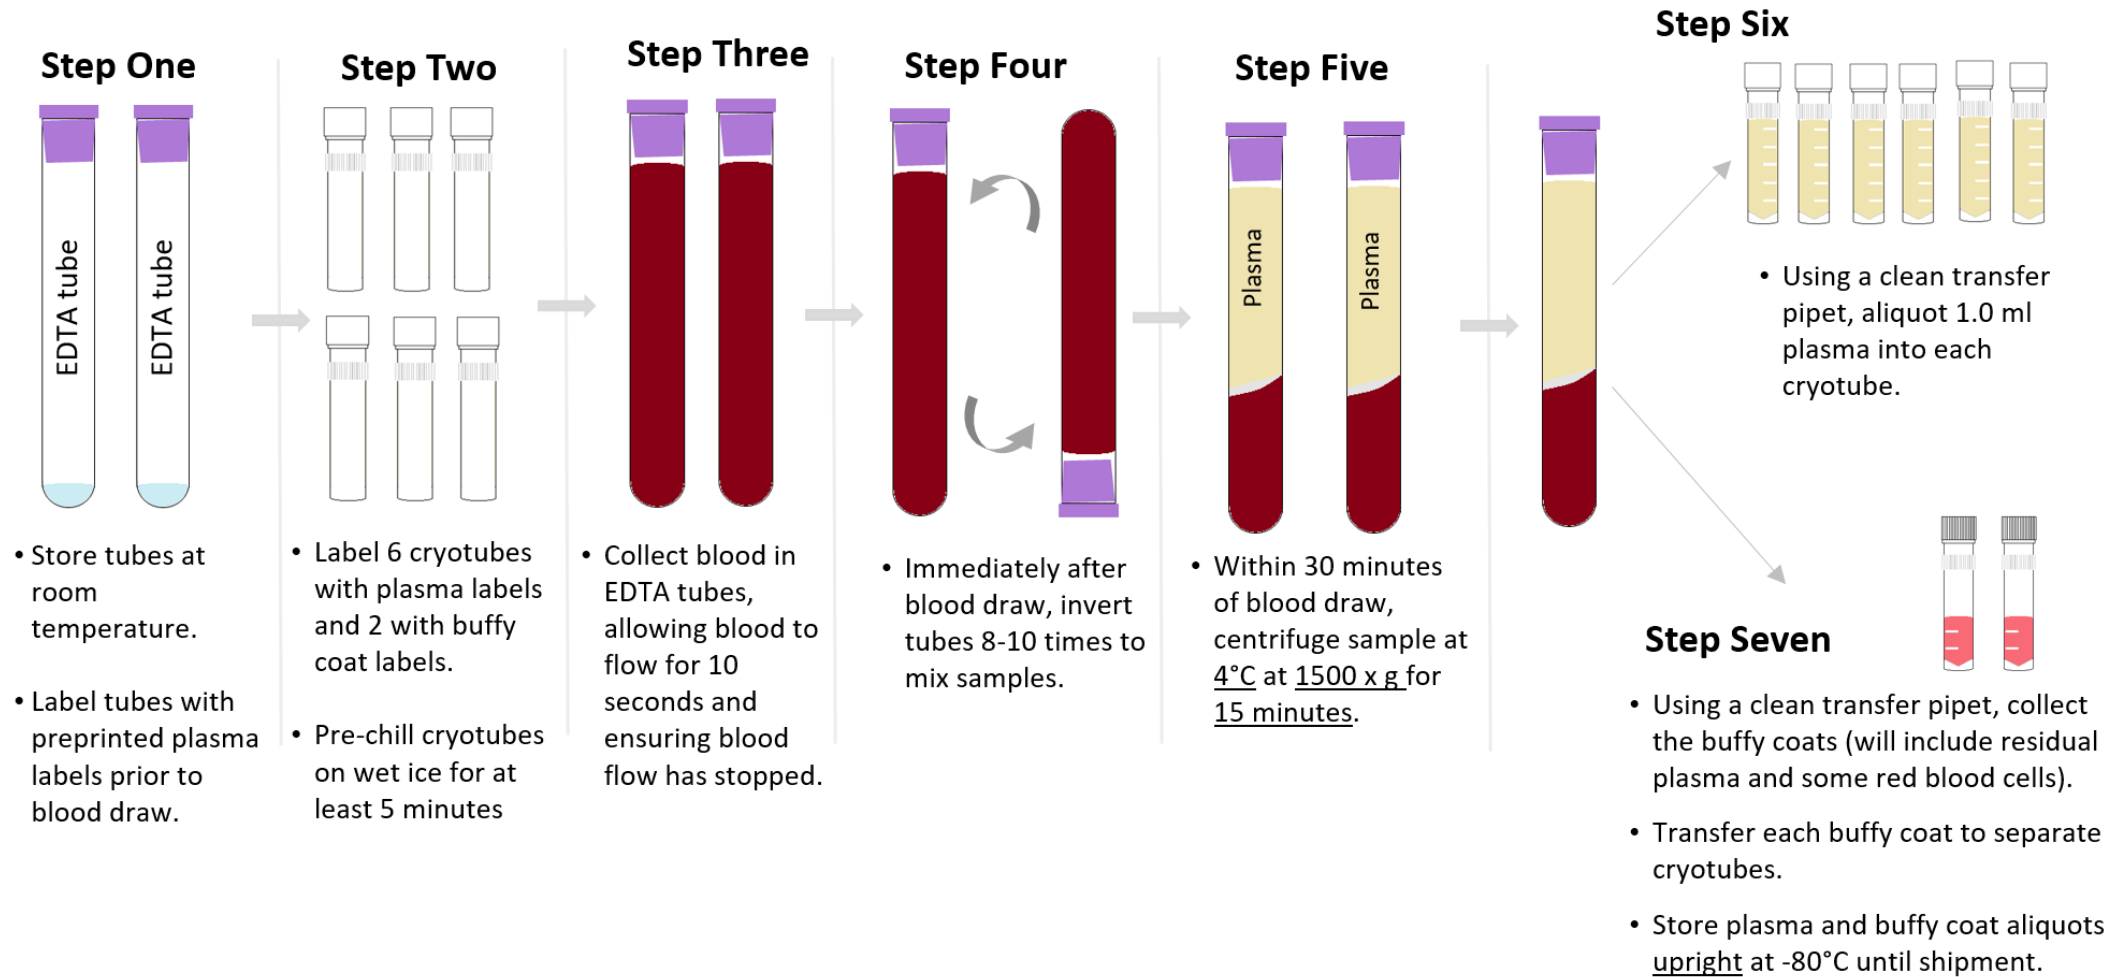 Step One
EDTA tube
EDTA tube
• Store tubes at
room
temperature.
• Label tubes with
preprinted plasma
labels prior to
blood draw.
Step Two
• Label 6 cryotubes
with plasma labels
and 2 with buffy
coat labels.
• Pre-chill cryotubes
on wet ice for at
least 5 minutes
Step Three
• Collect blood in
EDTA tubes,
allowing blood to
flow for 10
seconds and
ensuring blood
flow has stopped.
Step Four
• Immediately after
blood draw, invert
tubes 8-10 times to
mix samples.
Step Five
Plasma
Plasma
• Within 30 minutes
of blood draw,
centrifuge sample at
4°C at 1500 x g for
15 minutes.
Step Six
• Using a clean transfer
pipet, aliquot 1.0 ml
plasma into each
cryotube.
Step Seven
• Using a clean transfer pipet, collect
the buffy coats (will include residual
plasma and some red blood cells).
• Transfer each buffy coat to separate
cryotubes.
• Store plasma and buffy coat aliquots
upright at -80°C until shipment.